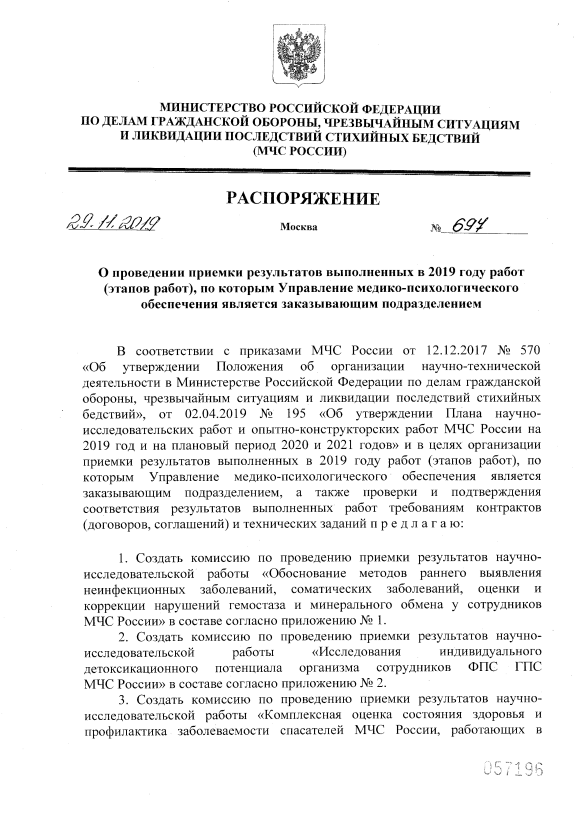 МИНИСТЕРСТВО РОССИЙСКОЙ ФЕДЕРАЦИИ
ПО ДЕЛАМ ГРАЖДАНСКОЙ ОБОРОНЫ, ЧРЕЗВЫЧАЙНЫМ СИТУАЦИЯМ
И ЛИКВИДАЦИИ ПОСЛЕДСТВИЙ СТИХИЙНЫХ БЕДСТВИЙ
(МЧС РОССИИ)
РАСПОРЯЖЕНИЕ
29.11.2019 Москва № 697
О проведении приемки результатов выполненных в 2019 году работ
(этапов работ), по которым Управление медико-психологического
обеспечения является заказывающим подразделением
В соответствии с приказами МЧС России от 12.12.2017 № 570
«Об утверждении Положения об организации научно-технической
деятельности в Министерстве Российской Федерации по делам гражданской
обороны, чрезвычайным ситуациям и ликвидации последствий стихийных
бедствий», от 02.04.2019 № 195 «Об утверждении Плана научно-
исследовательских работ и опытно-конструкторских работ МЧС России на
2019 год и на плановый период 2020 и 2021 годов» и в целях организации
приемки результатов выполненных в 2019 году работ (этапов работ), по
которым Управление медико-психологического обеспечения является
заказывающим подразделением, а также проверки и подтверждения
соответствия результатов выполненных работ требованиям контрактов
(договоров, соглашений) и технических заданий п р е д л а г а ю:
1. Создать комиссию по проведению приемки результатов научно-
исследовательской работы «Обоснование методов раннего выявления
неинфекционных заболеваний, соматических заболеваний, оценки и
коррекции нарушений гемостаза и минерального обмена у сотрудников
МЧС России» в составе согласно приложению № 1.
2. Создать комиссию по проведению приемки результатов научно-
исследовательской работы «Исследования индивидуального
детоксикационного потенциала организма сотрудников ФПС ГПС
МЧС России» в составе согласно приложению № 2.
3. Создать комиссию по проведению приемки результатов научно-
исследовательской работы «Комплексная оценка состояния здоровья и
профилактика заболеваемости спасателей МЧС России, работающих в
057196